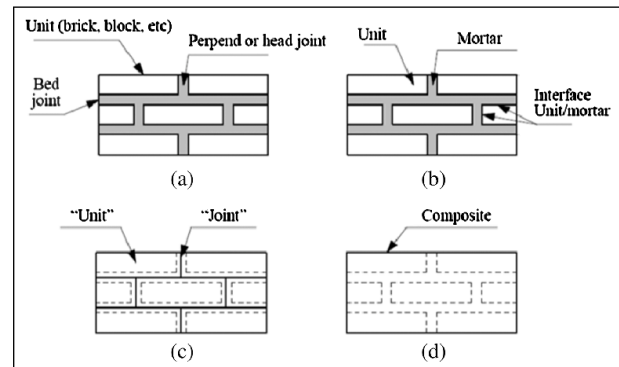 Unit (brick, block, etc)
Perpend or head joint
Bed
joint
(a)
Unit
Mortar
Interface
Unit/mortar
(b)
“Unit”
“Joint”
(c)
Composite
(d)